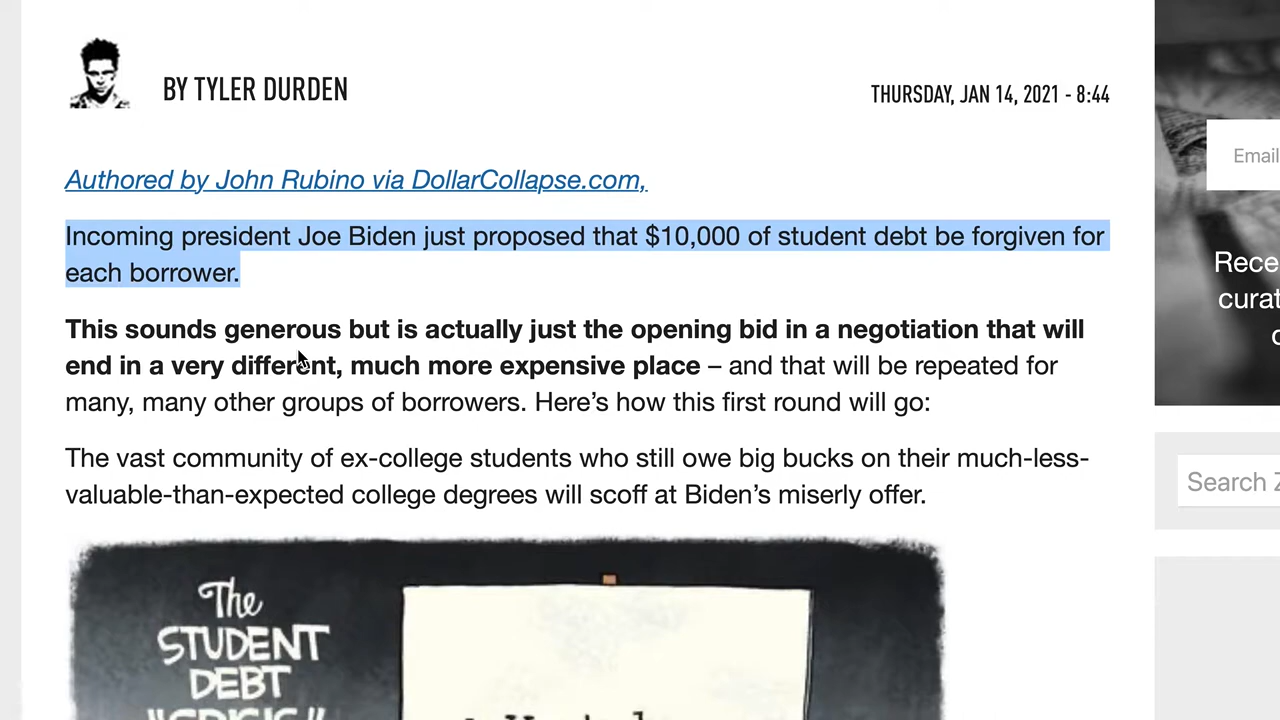 BY TYLER DURDEN
THURSDAY, JAN 14, 2021 - 8:44
Authored by John Rubino via DollarCollapse.com,
Incoming president Joe Biden just proposed that $10,000 of student debt be forgiven for
each borrower.
This sounds generous but is actually just the opening bid in a negotiation that will
end in a very different, much more expensive place – and that will be repeated for
many, many other groups of borrowers. Here’s how this first round will go:
The vast community of ex-college students who still owe big bucks on their much-less-
valuable-than-expected college degrees will scoff at Biden’s miserly offer.
The
STUDENT
DEBT
Email
Rece
curat
Search Z